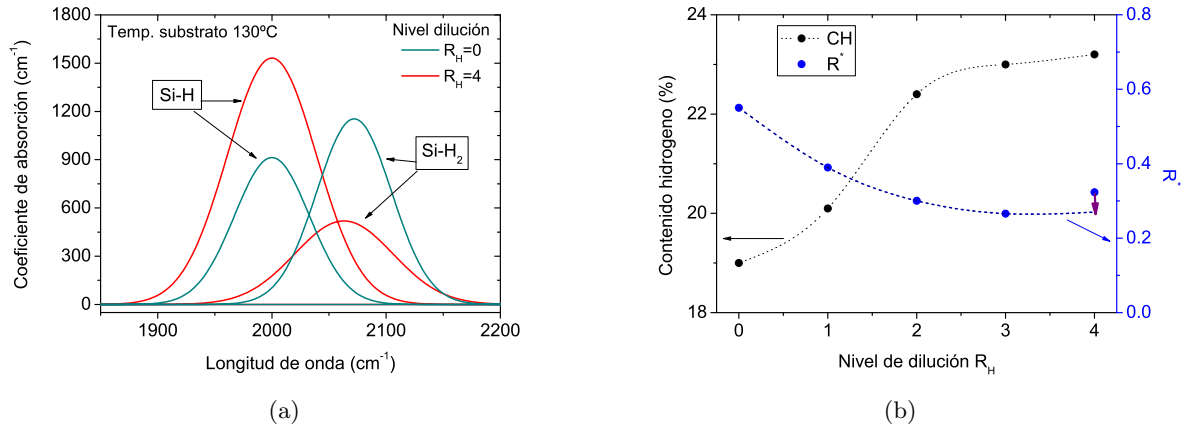 Temp. substrato 130ºC
Nivel dilución
R_H=0
R_H=4
Si-H
Si-H₂
Coeficiente de absorción (cm⁻¹)
1800
1500
1200
900
600
300
0
1900
2000
2100
2200
Longitud de onda (cm⁻¹)
(a)
CH
R*
Contenido hidrogeno (%)
24
22
20
18
0
1
2
3
4
Nivel de dilución R_H
0.8
0.6
0.4
0.2
0.0
R*
(b)